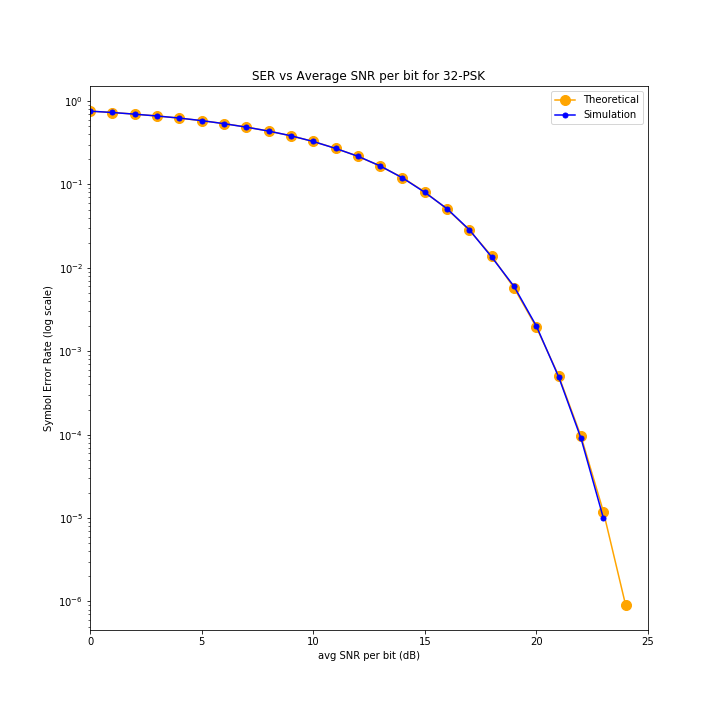 SER vs Average SNR per bit for 32-PSK
Theoretical
Simulation
Symbol Error Rate (log scale)
10⁰
10⁻¹
10⁻²
10⁻³
10⁻⁴
10⁻⁵
10⁻⁶
0 5 10 15 20 25
avg SNR per bit (dB)